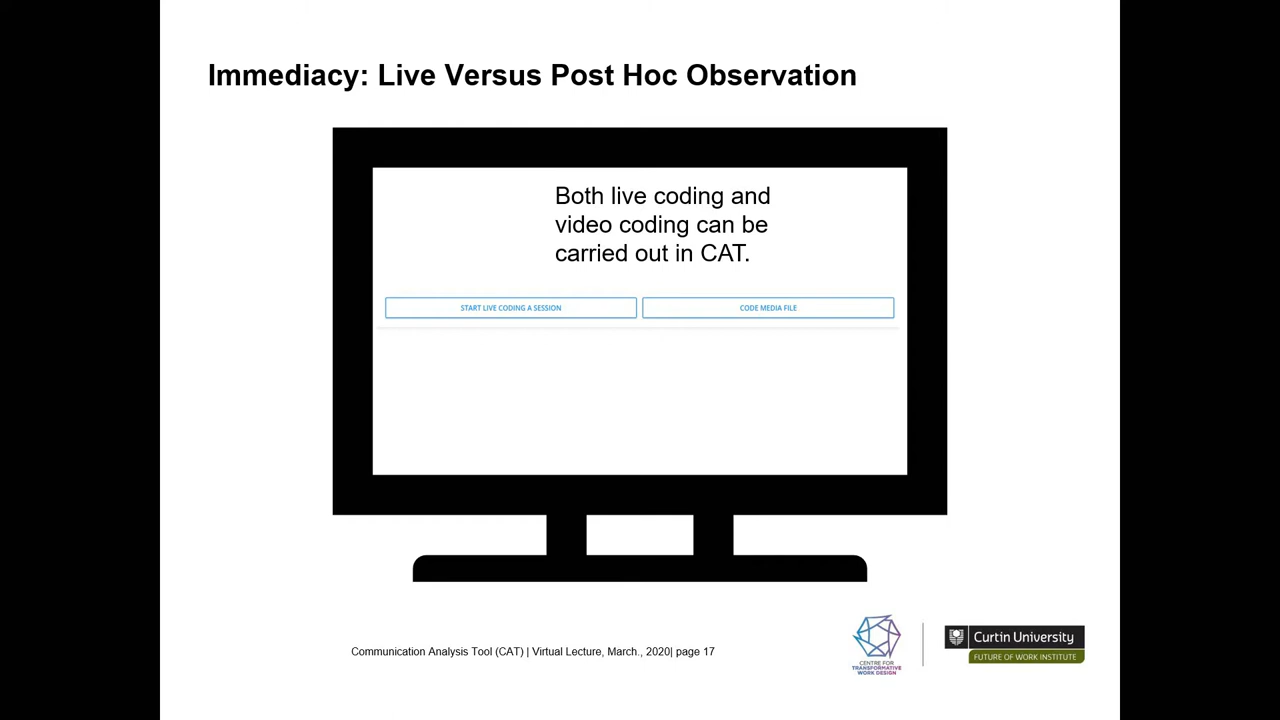 Immediacy: Live Versus Post Hoc Observation
Both live coding and
video coding can be
carried out in CAT.
START LIVE CODING A SESSION
CODE MEDIA FILE
Communication Analysis Tool (CAT) | Virtual Lecture, March., 2020| page 17
CENTRE FOR
TRANSFORMATIVE
WORK DESIGN
Curtin University
FUTURE OF WORK INSTITUTE